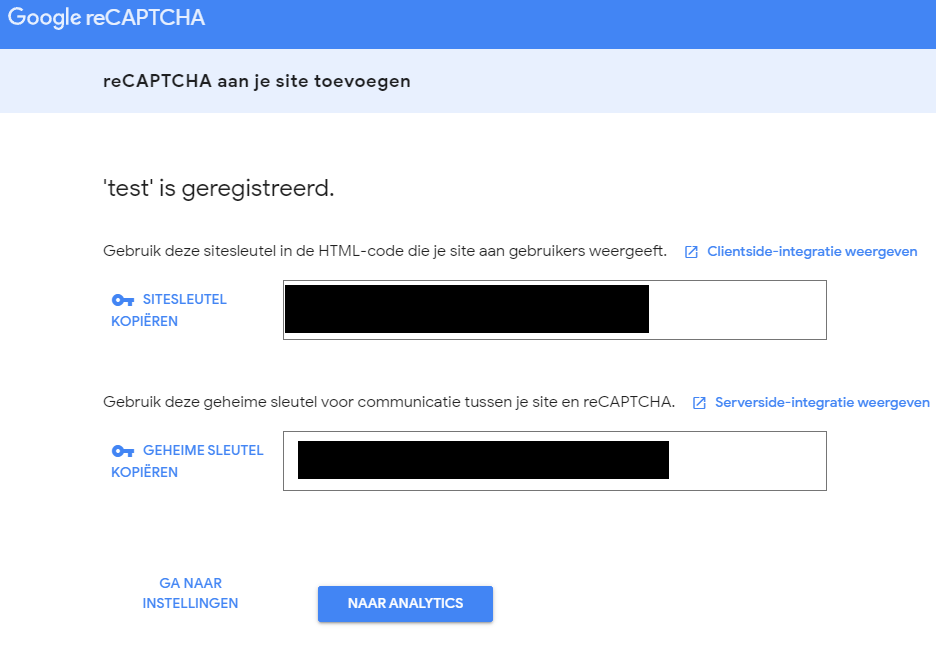 Google reCAPTCHA
reCAPTCHA aan je site toevoegen
'test' is geregistreerd.
Gebruik deze sitesleutel in de HTML-code die je site aan gebruikers weergeeft. Clientside-integratie weergeven
SITESLEUTEL
KOPIËREN
Gebruik deze geheime sleutel voor communicatie tussen je site en reCAPTCHA. Serverside-integratie weergeven
GEHEIME SLEUTEL
KOPIËREN
GA NAAR
INSTELLINGEN
NAAR ANALYTICS